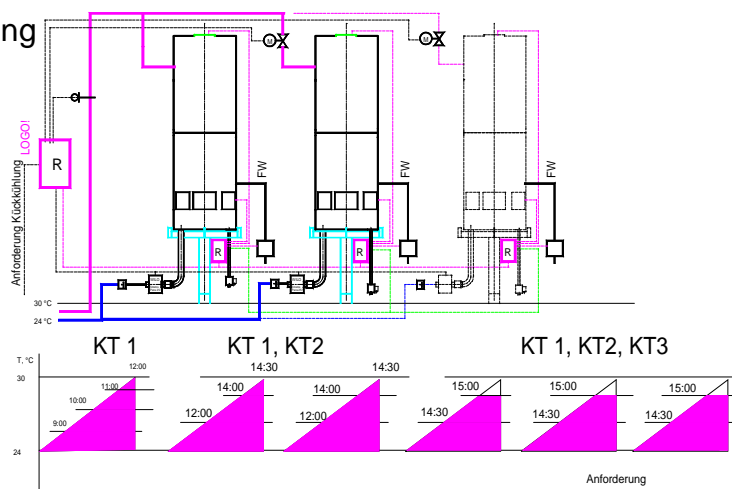 ng
M
M
LOGO!
R
Anforderung Kückkühlung
FW
FW
FW
R
R
R
30 °C
24 °C
KT 1
KT 1, KT2
KT 1, KT2, KT3
T, °C
12:00
14:30
14:30
30
11:00
14:00
14:00
15:00
15:00
15:00
10:00
9:00
12:00
12:00
14:30
14:30
14:30
24
Anforderung